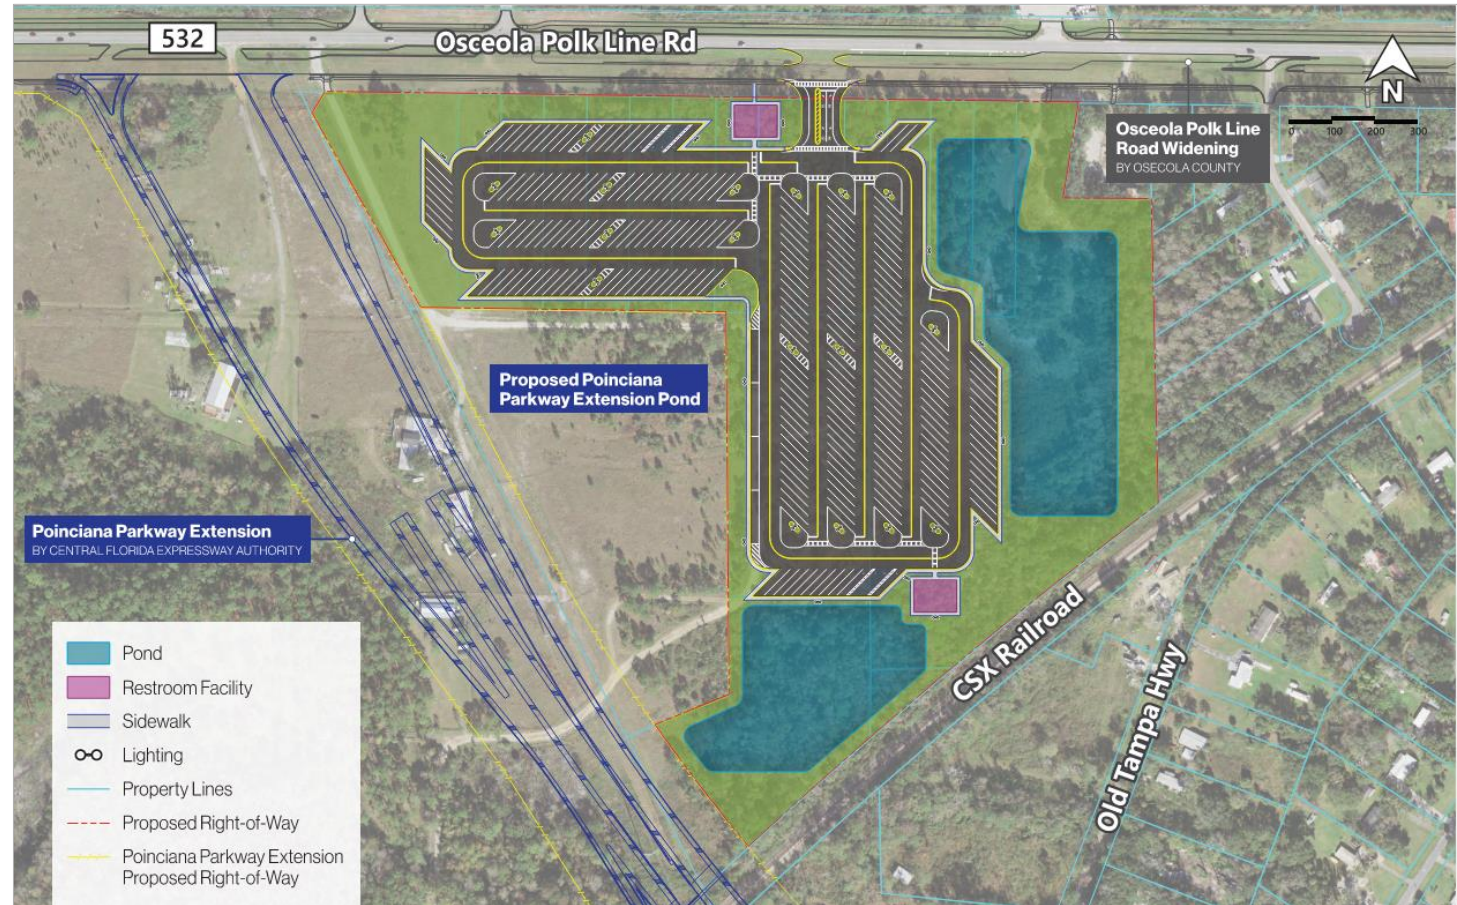 532
Osceola Polk Line Rd
N
0 100 200 300
Osceola Polk Line
Road Widening
BY OSECOLA COUNTY
Proposed Poinciana
Parkway Extension Pond
Poinciana Parkway Extension
BY CENTRAL FLORIDA EXPRESSWAY AUTHORITY
CSX Railroad
Old Tampa Hwy
Pond
Restroom Facility
Sidewalk
Lighting
Property Lines
Proposed Right-of-Way
Poinciana Parkway Extension
Proposed Right-of-Way